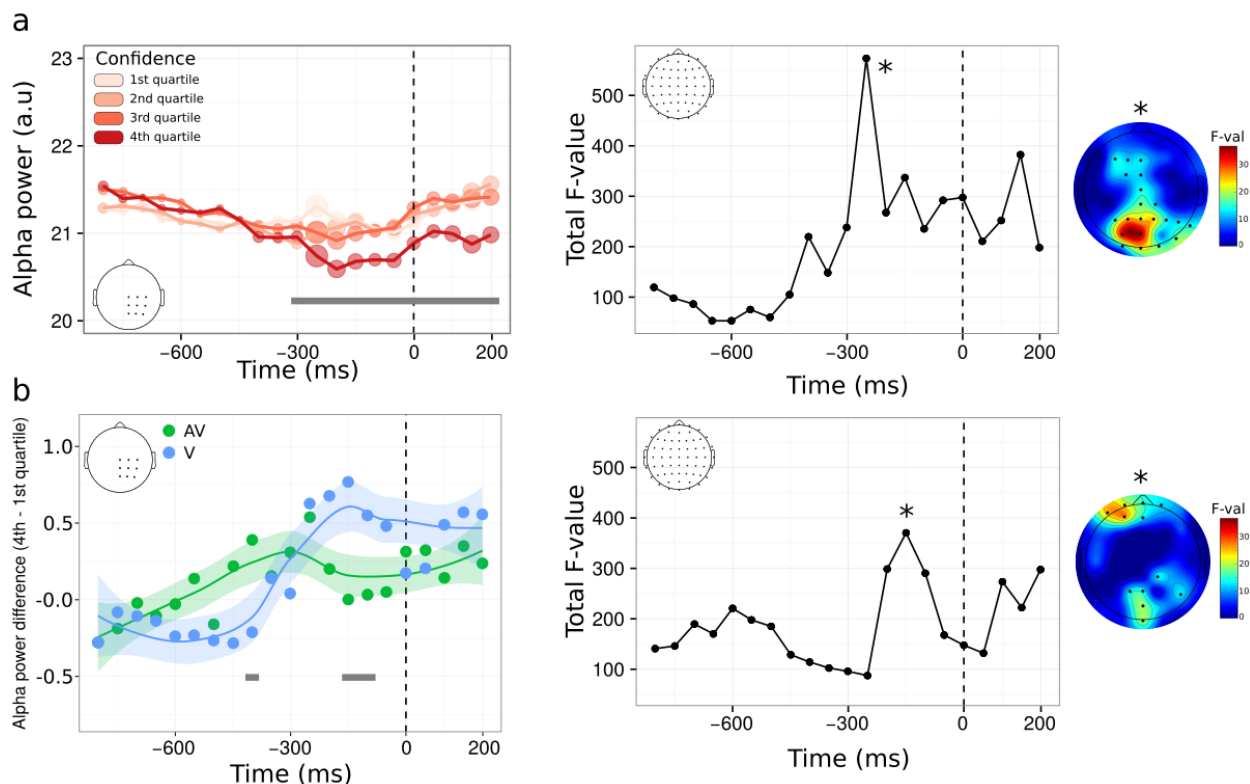 a
Alpha power (a.u)
23
22
21
20
Confidence
1st quartile
2nd quartile
3rd quartile
4th quartile
−600
−300
0
200
Time (ms)
Total F-value
500
400
300
200
100
*
−600
−300
0
200
Time (ms)
*
F-val
30
20
10
0
b
Alpha power difference (4th - 1st quartile)
1.0
0.5
-0.0
-0.5
AV
V
−600
−300
0
200
Time (ms)
Total F-value
500
400
300
200
100
*
−600
−300
0
200
Time (ms)
*
F-val
30
20
10
0